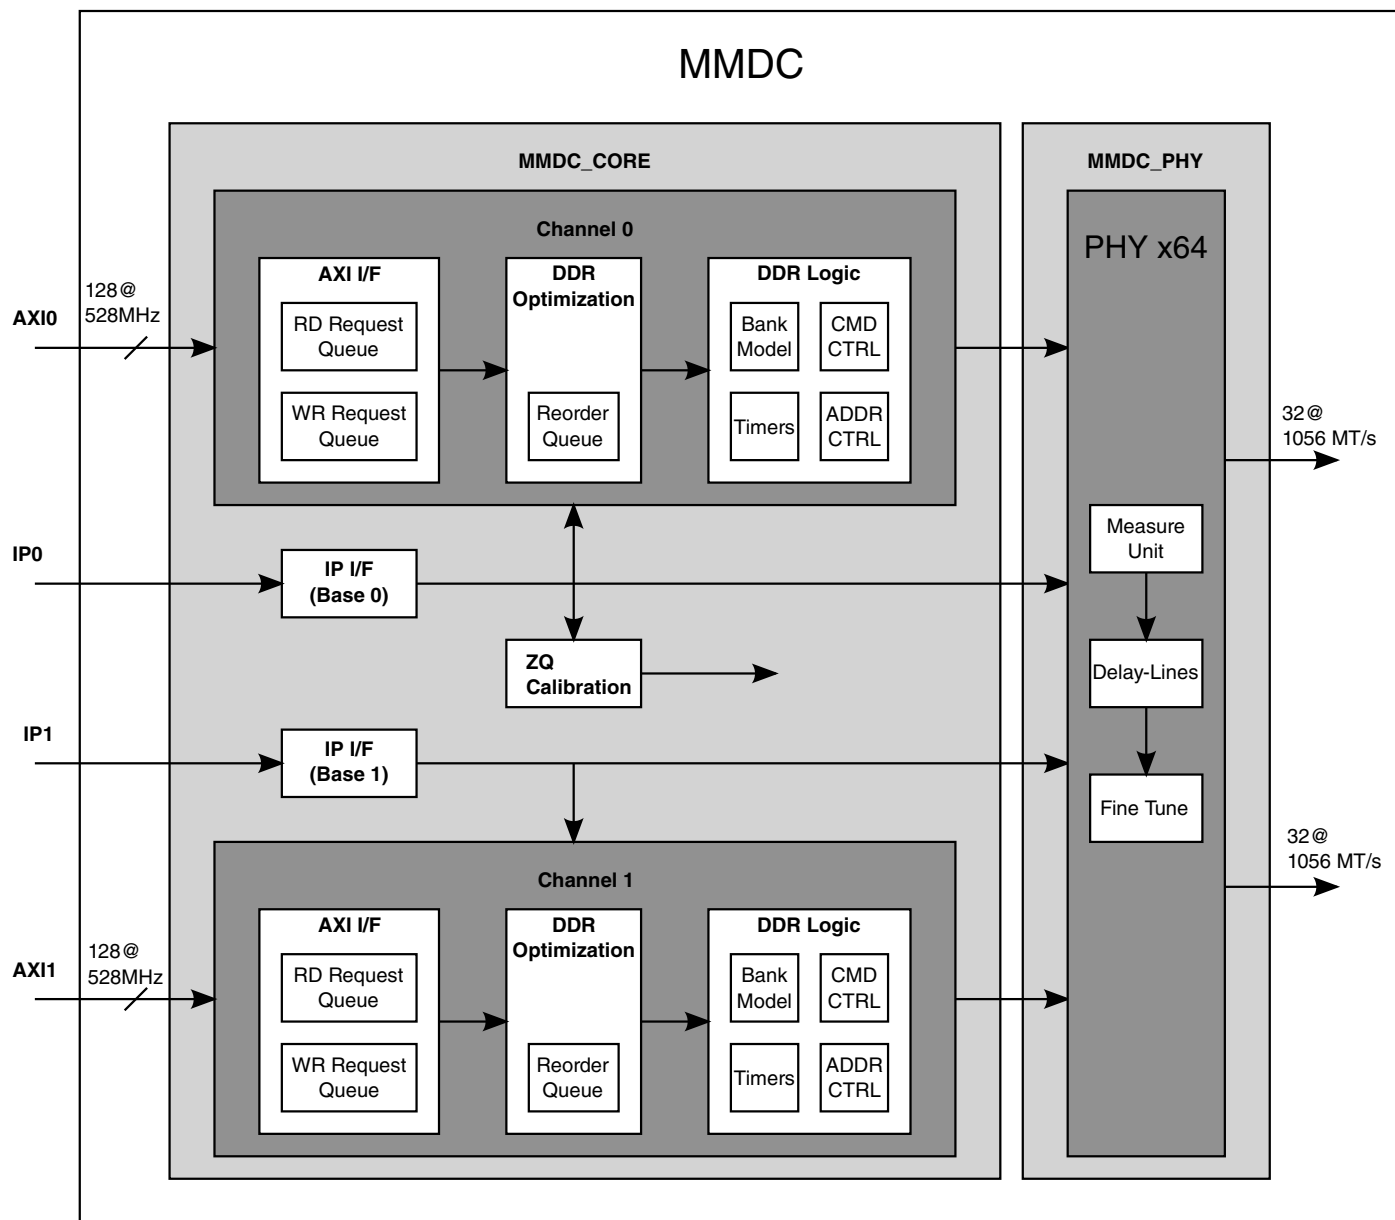 MMDC
MMDC_CORE
MMDC_PHY
Channel 0
PHY x64
AXI I/F
DDR
Optimization
DDR Logic
RD Request
Queue
WR Request
Queue
Reorder
Queue
Bank
Model
CMD
CTRL
Timers
ADDR
CTRL
AXI0
128@
528MHz
32@
1056 MT/s
IP0
IP I/F
(Base 0)
Measure
Unit
ZQ
Calibration
Delay-Lines
IP1
IP I/F
(Base 1)
Fine Tune
32@
1056 MT/s
Channel 1
AXI I/F
DDR
Optimization
DDR Logic
AXI1
128@
528MHz
RD Request
Queue
WR Request
Queue
Reorder
Queue
Bank
Model
CMD
CTRL
Timers
ADDR
CTRL